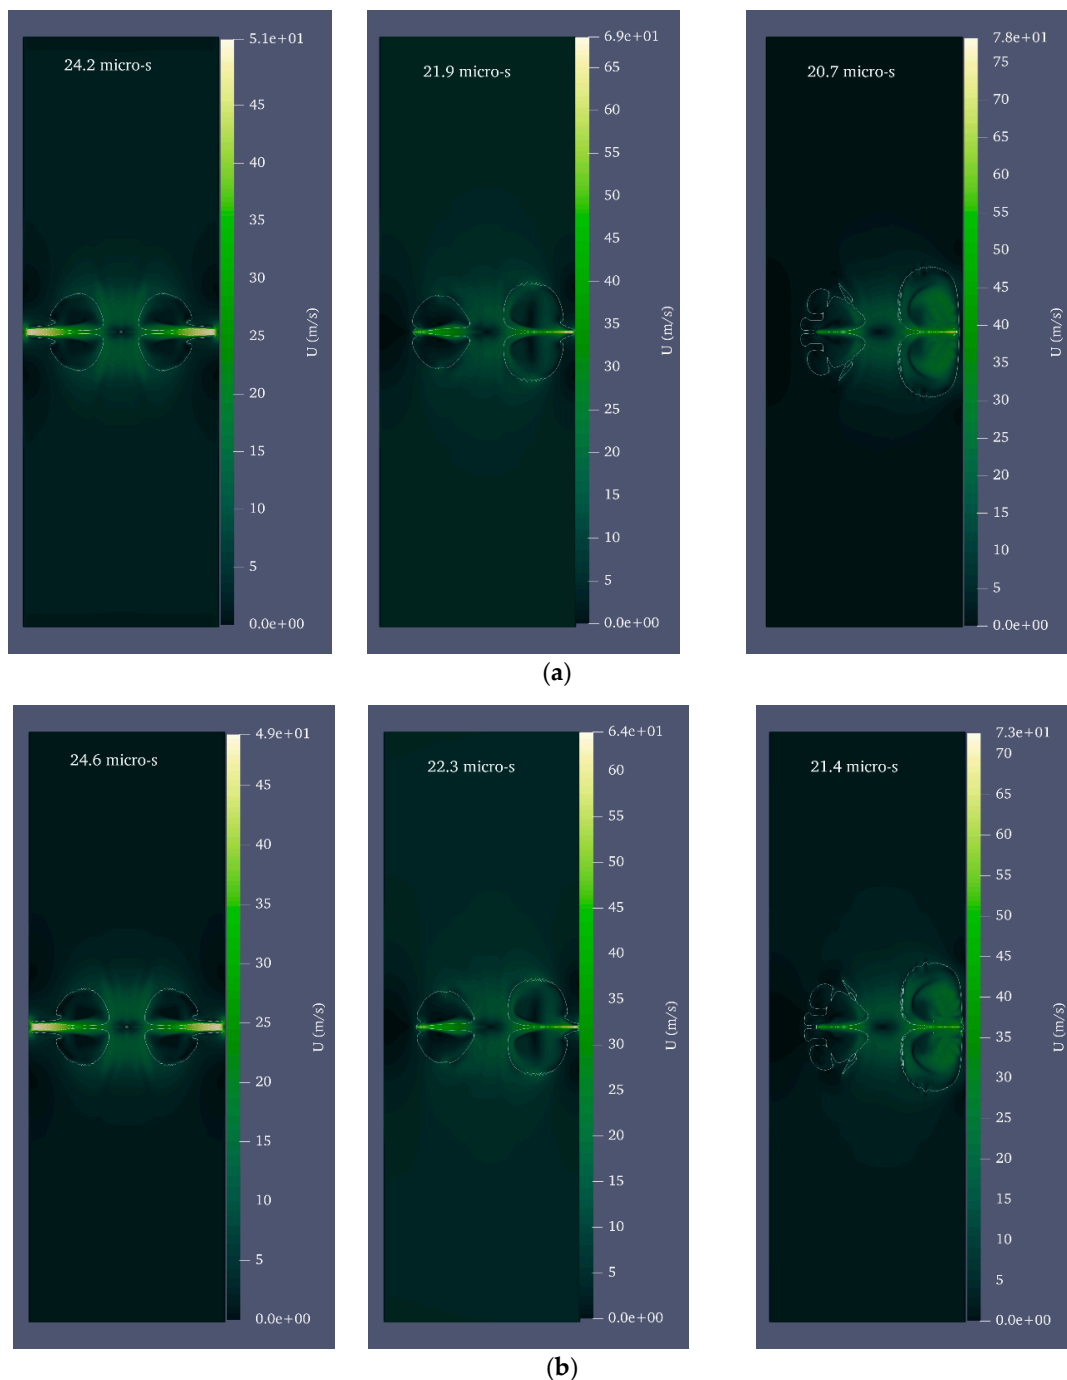 24.2 micro-s
5.1e+01
45
40
35
30
25
20
15
10
5
0.0e+00
U (m/s)
21.9 micro-s
6.9e+01
65
60
55
50
45
40
35
30
25
20
15
10
5
0.0e+00
U (m/s)
20.7 micro-s
7.8e+01
75
70
65
60
55
50
45
40
35
30
25
20
15
10
5
0.0e+00
U (m/s)
(a)
24.6 micro-s
4.9e+01
45
40
35
30
25
20
15
10
5
0.0e+00
U (m/s)
22.3 micro-s
6.4e+01
60
55
50
45
40
35
30
25
20
15
10
5
0.0e+00
U (m/s)
21.4 micro-s
7.3e+01
70
65
60
55
50
45
40
35
30
25
20
15
10
5
0.0e+00
U (m/s)
(b)